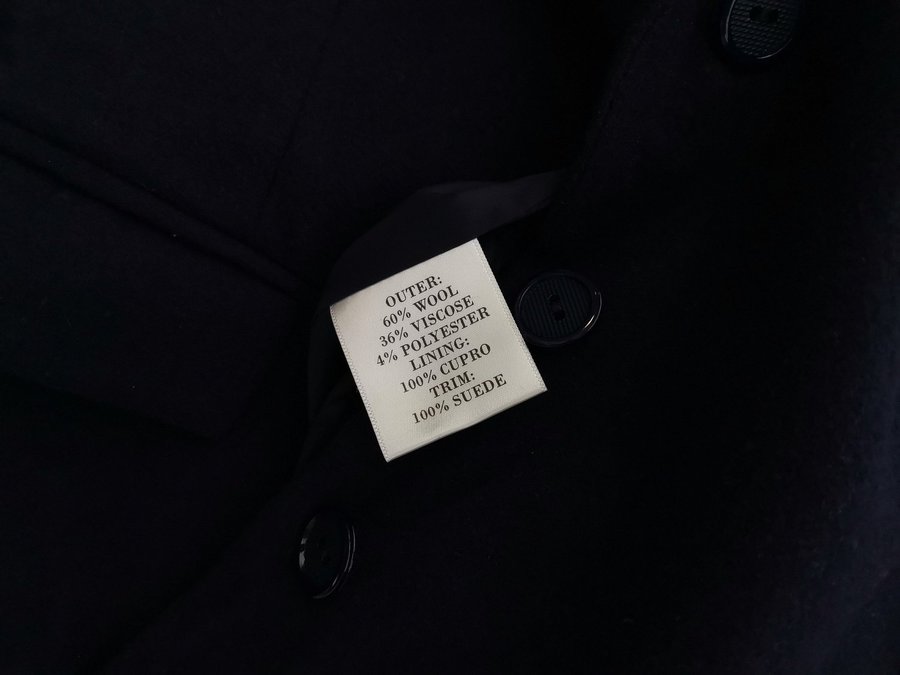 OUTER:
60% WOOL
36% VISCOSE
4% POLYESTER
LINING:
100% CUPRO
TRIM:
100% SUEDE